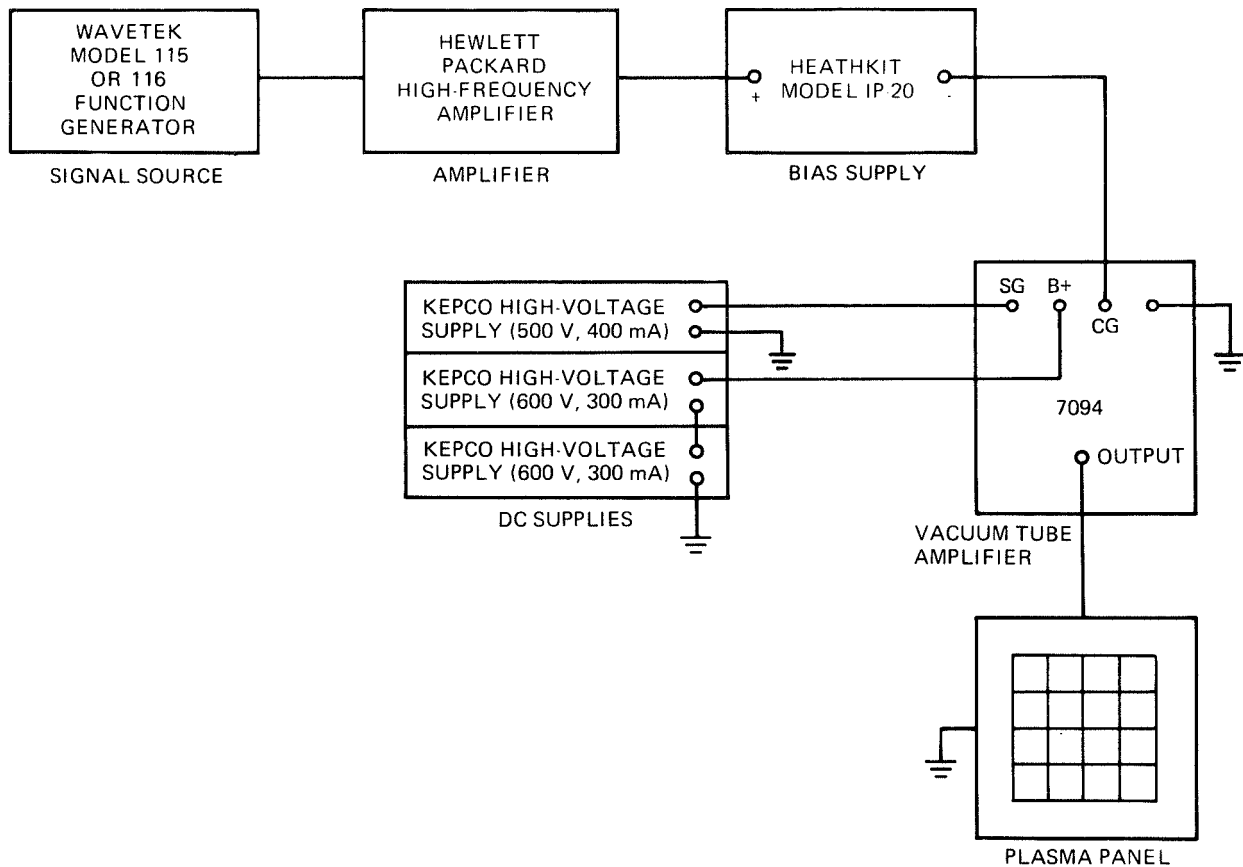 WAVETEK
MODEL 115
OR 116
FUNCTION
GENERATOR
SIGNAL SOURCE
HEWLETT
PACKARD
HIGH-FREQUENCY
AMPLIFIER
AMPLIFIER
+
HEATHKIT
MODEL IP-20
-
BIAS SUPPLY
KEPCO HIGH-VOLTAGE
SUPPLY (500 V, 400 mA)
KEPCO HIGH-VOLTAGE
SUPPLY (600 V, 300 mA)
KEPCO HIGH-VOLTAGE
SUPPLY (600 V, 300 mA)
DC SUPPLIES
SG B+
CG
7094
OUTPUT
VACUUM TUBE
AMPLIFIER
PLASMA PANEL